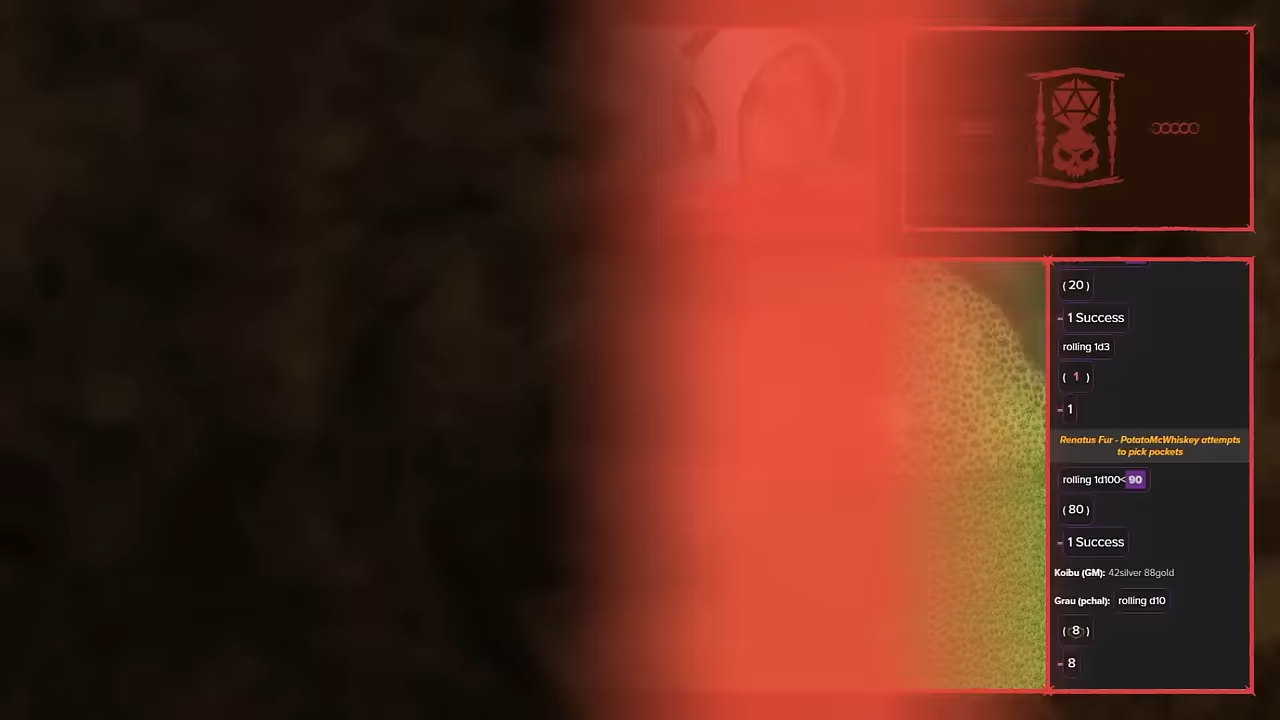 ( 20 )
= 1 Success
rolling 1d3
( 1 )
= 1
Renatus Fur - PotatoMcWhiskey attempts
to pick pockets
rolling 1d100< 90
( 80 )
= 1 Success
Koibu (GM): 42silver 88gold
Grau (pchal): rolling d10
( 8 )
= 8